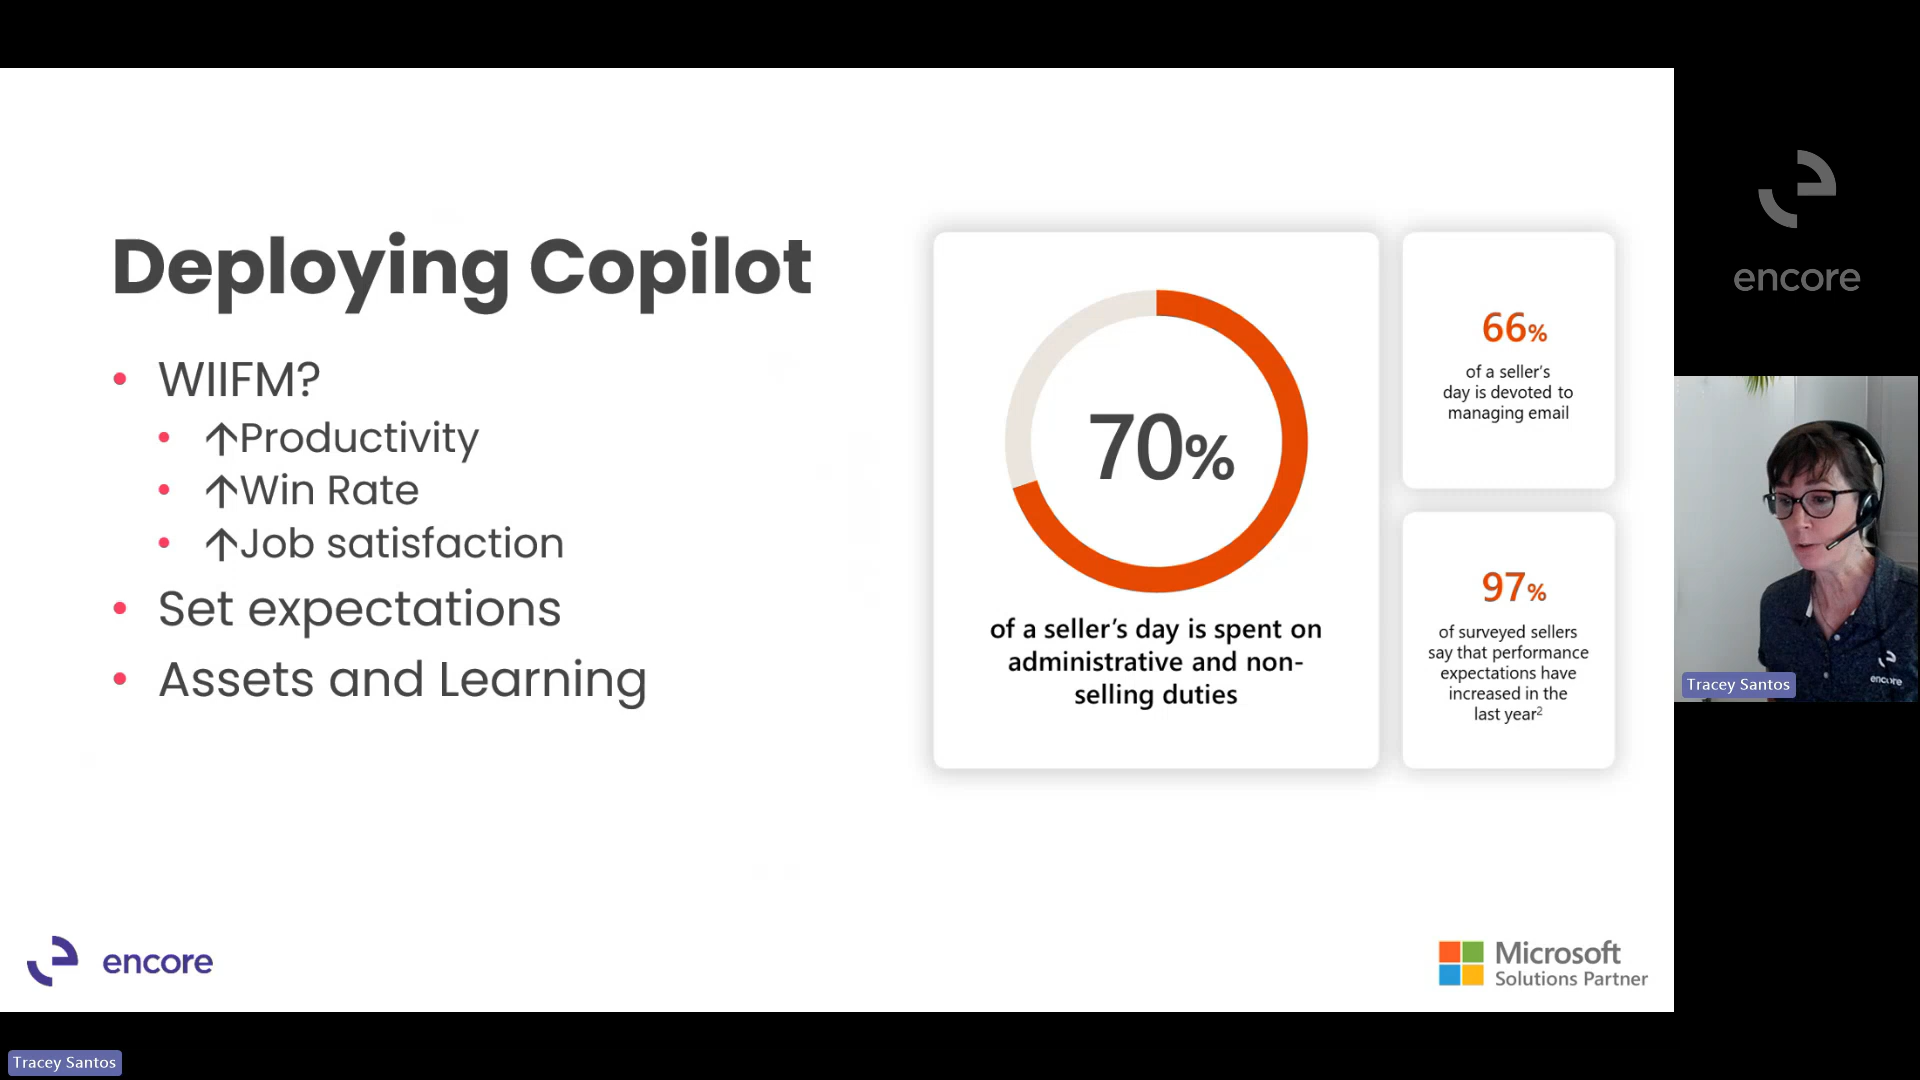 Deploying Copilot
• WIIFM?
• ↑Productivity
• ↑Win Rate
• ↑Job satisfaction
• Set expectations
• Assets and Learning
70%
of a seller's day is spent on
administrative and non-
selling duties
66%
of a seller's
day is devoted to
managing email
97%
of surveyed sellers
say that performance
expectations have
increased in the
last year²
encore
Microsoft
Solutions Partner
encore
encore
Tracey Santos
Tracey Santos